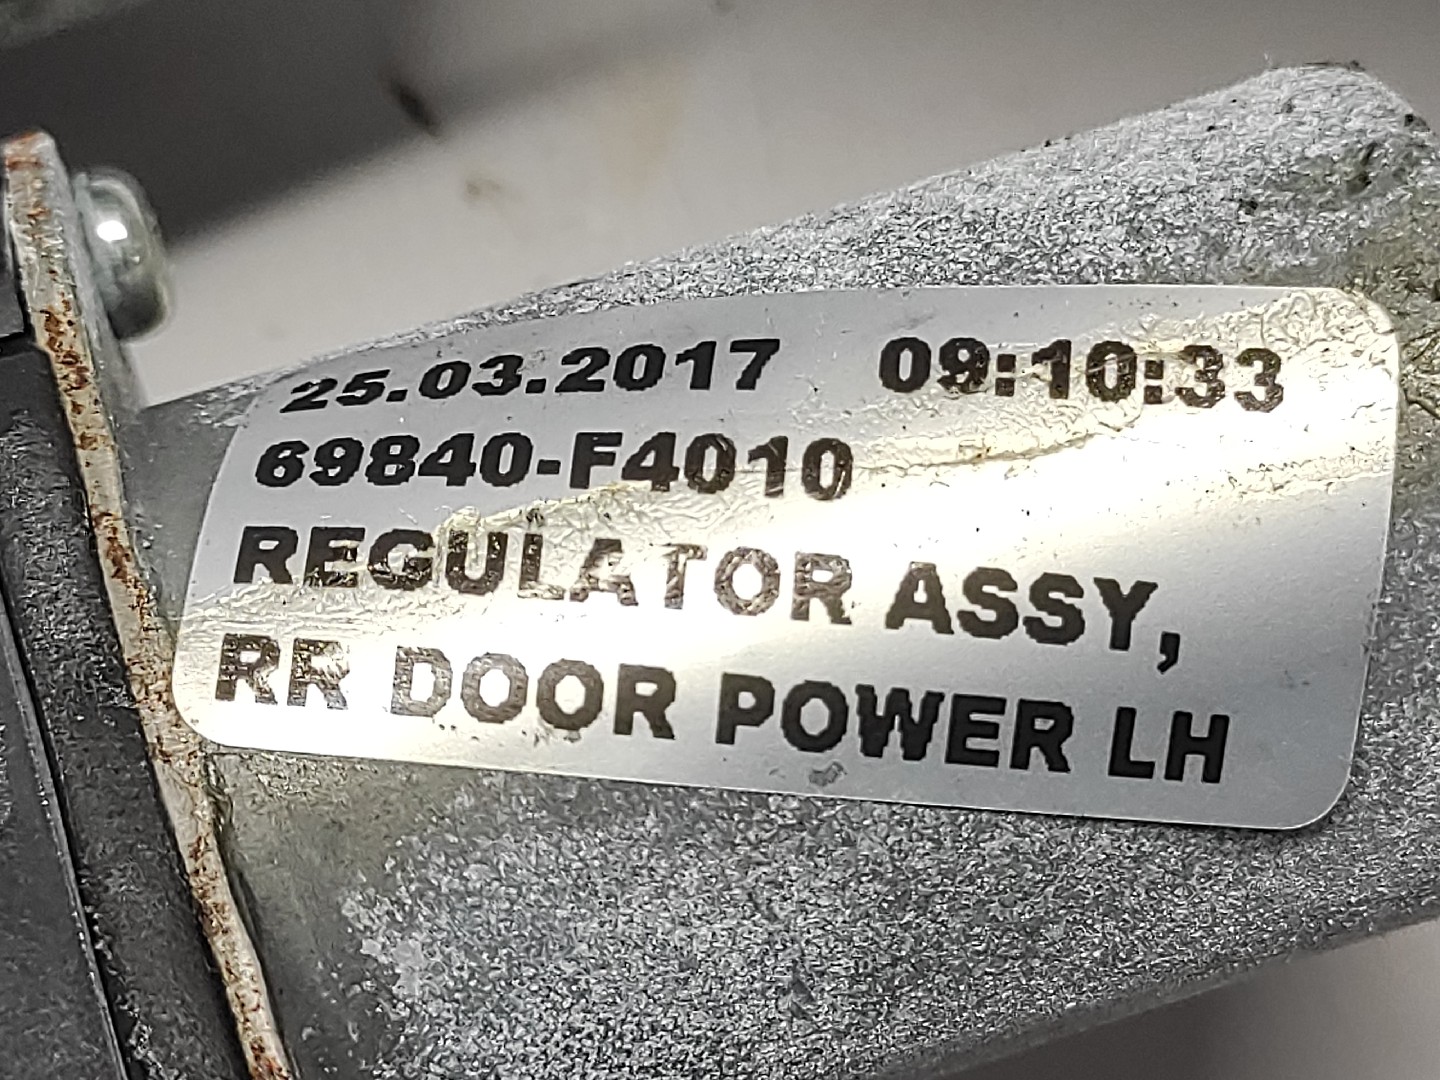 25.03.2017 09:10:33
69840-F4010
REGULATOR ASSY,
RR DOOR POWER LH